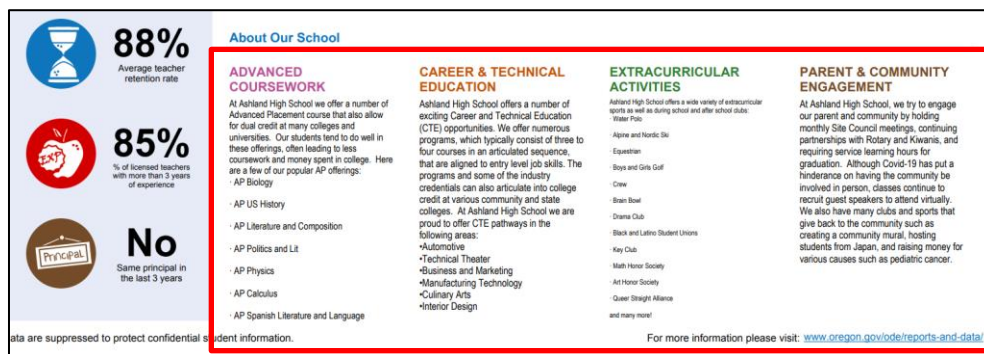 88%
Average teacher
retention rate
EXP
85%
% of licensed teachers
with more than 3 years
of experience
Principal
No
Same principal in
the last 3 years
About Our School
ADVANCED
COURSEWORK
At Ashland High School we offer a number of
Advanced Placement course that also allow
for dual credit at many colleges and
universities. Our students tend to do well in
these offerings, often leading to less
coursework and money spent in college. Here
are a few of our popular AP offerings:
· AP Biology
· AP US History
· AP Literature and Composition
· AP Politics and Lit
· AP Physics
· AP Calculus
· AP Spanish Literature and Language
CAREER & TECHNICAL
EDUCATION
Ashland High School offers a number of
exciting Career and Technical Education
(CTE) opportunities. We offer numerous
programs, which typically consist of three to
four courses in an articulated sequence,
that are aligned to entry level job skills. The
programs and some of the industry
credentials can also articulate into college
credit at various community and state
colleges. At Ashland High School we are
proud to offer CTE pathways in the
following areas:
•Automotive
•Technical Theater
•Business and Marketing
•Manufacturing Technology
•Culinary Arts
•Interior Design
EXTRACURRICULAR
ACTIVITIES
Ashland High School offers a wide variety of extracurricular
sports as well as during school and after school clubs:
· Water Polo
· Alpine and Nordic Ski
· Equestrian
· Boys and Girls Golf
· Crew
· Brain Bowl
· Drama Club
· Black and Latino Student Unions
· Key Club
· Math Honor Society
· Art Honor Society
· Queer Straight Alliance
and many more!
PARENT & COMMUNITY
ENGAGEMENT
At Ashland High School, we try to engage
our parent and community by holding
monthly Site Council meetings, continuing
partnerships with Rotary and Kiwanis, and
requiring service learning hours for
graduation. Although Covid-19 has put a
hinderance on having the community be
involved in person, classes continue to
recruit guest speakers to attend virtually.
We also have many clubs and sports that
give back to the community such as
creating a community mural, hosting
students from Japan, and raising money for
various causes such as pediatric cancer.
ata are suppressed to protect confidential student information.
For more information please visit: www.oregon.gov/ode/reports-and-data/